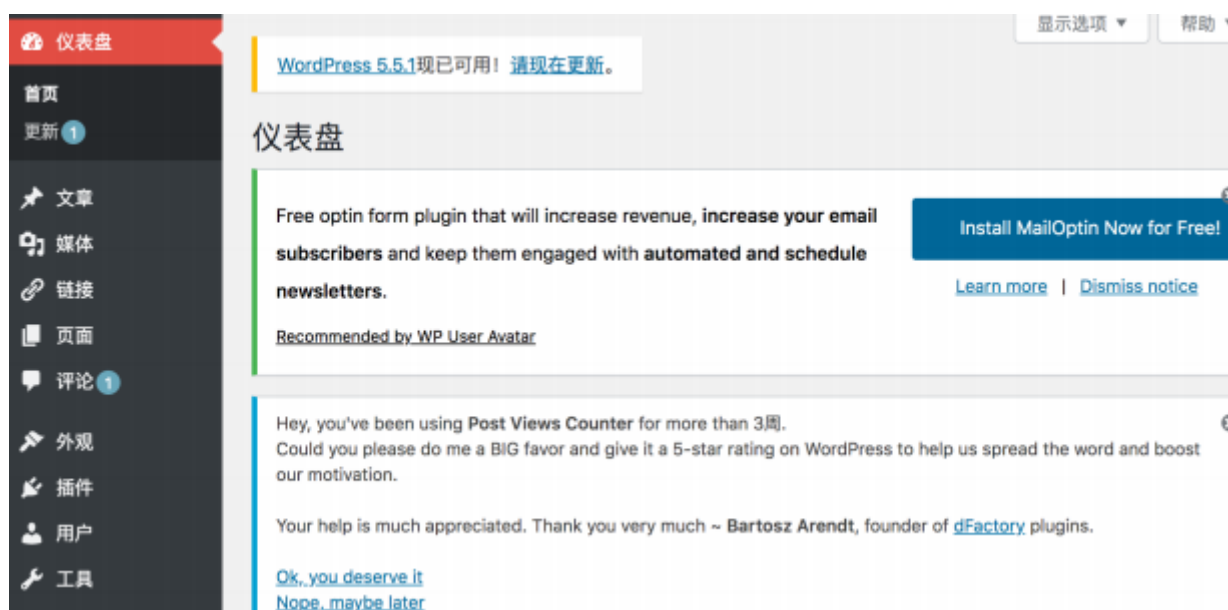 仪表盘
首页
更新 1
文章
媒体
链接
页面
评论 1
外观
插件
用户
工具
显示选项
帮助
WordPress 5.5.1现已可用！请现在更新。
仪表盘
Free optin form plugin that will increase revenue, increase your email
subscribers and keep them engaged with automated and schedule
newsletters.
Recommended by WP User Avatar
Install MailOptin Now for Free!
Learn more | Dismiss notice
Hey, you've been using Post Views Counter for more than 3周.
Could you please do me a BIG favor and give it a 5-star rating on WordPress to help us spread the word and boost
our motivation.
Your help is much appreciated. Thank you very much ~ Bartosz Arendt, founder of dFactory plugins.
Ok, you deserve it
Nope, maybe later